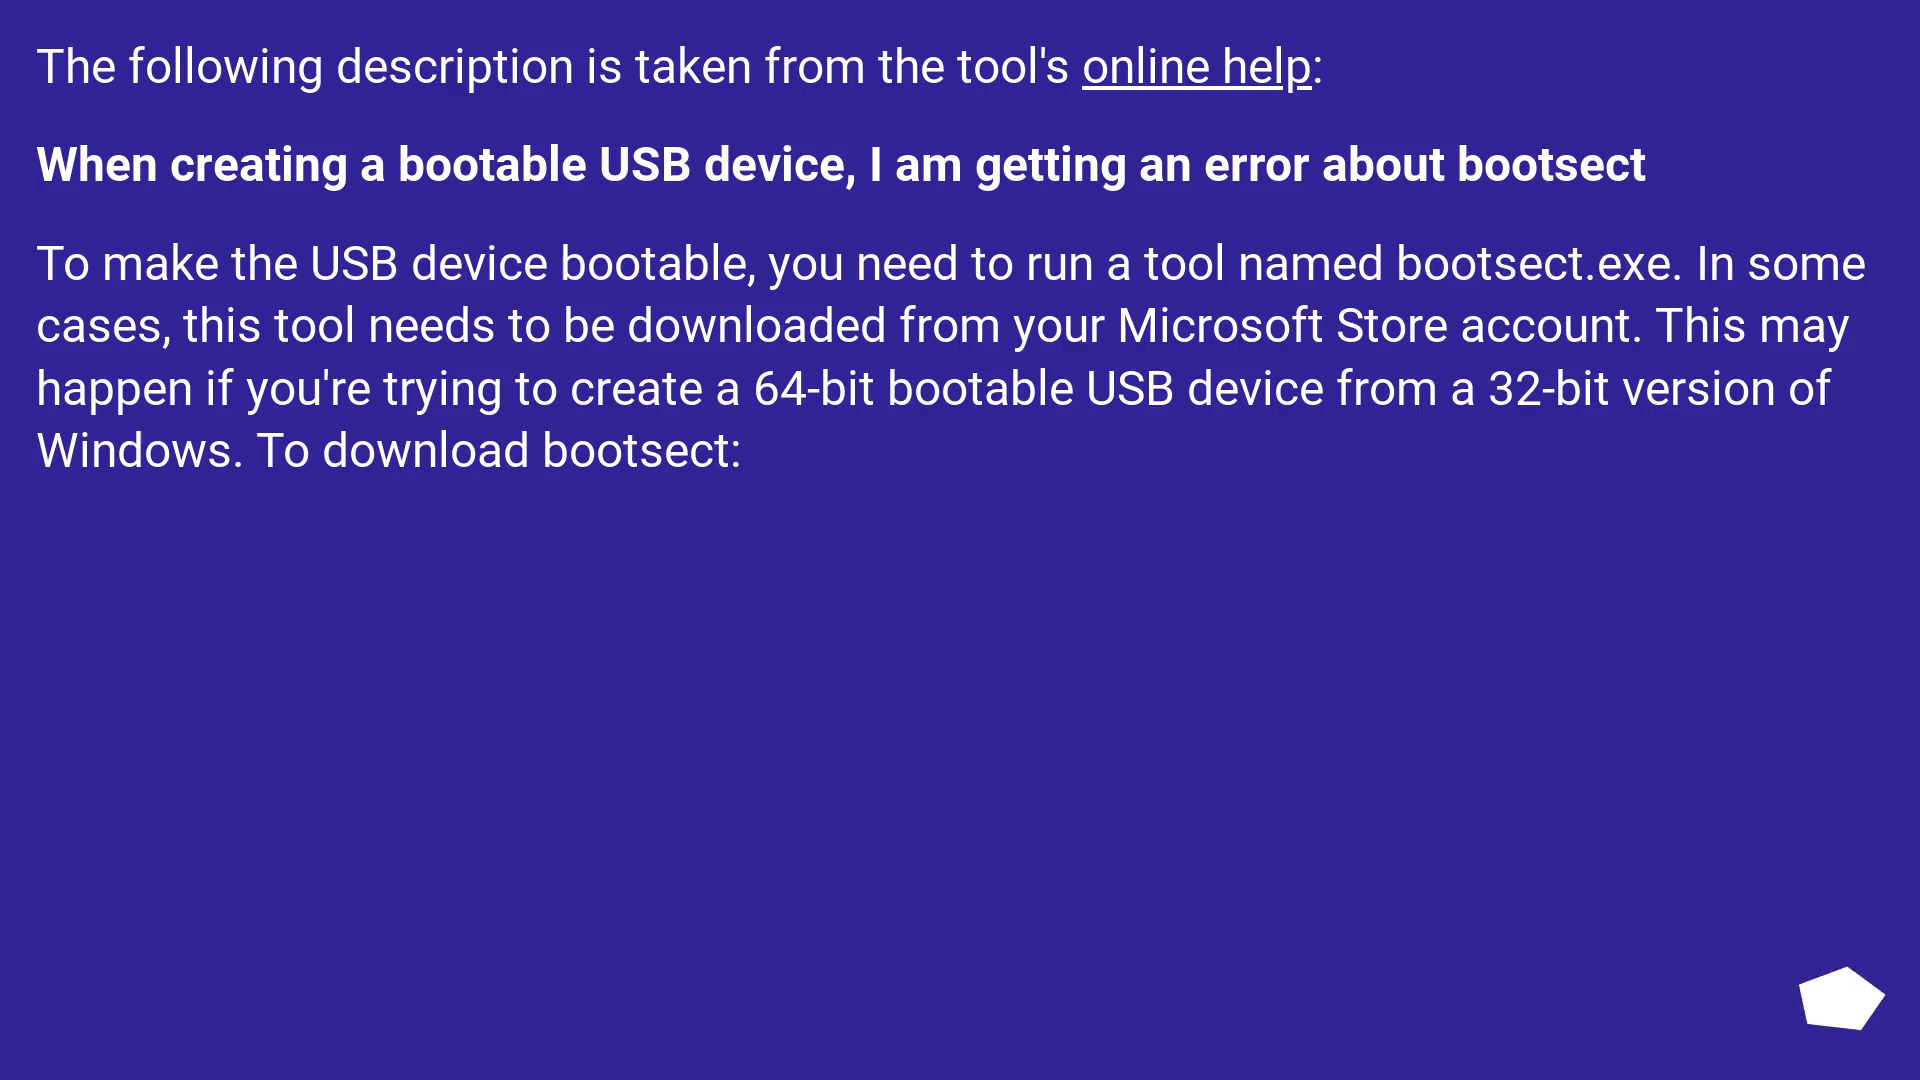 The following description is taken from the tool's online help:
When creating a bootable USB device, I am getting an error about bootsect
To make the USB device bootable, you need to run a tool named bootsect.exe. In some
cases, this tool needs to be downloaded from your Microsoft Store account. This may
happen if you're trying to create a 64-bit bootable USB device from a 32-bit version of
Windows. To download bootsect: